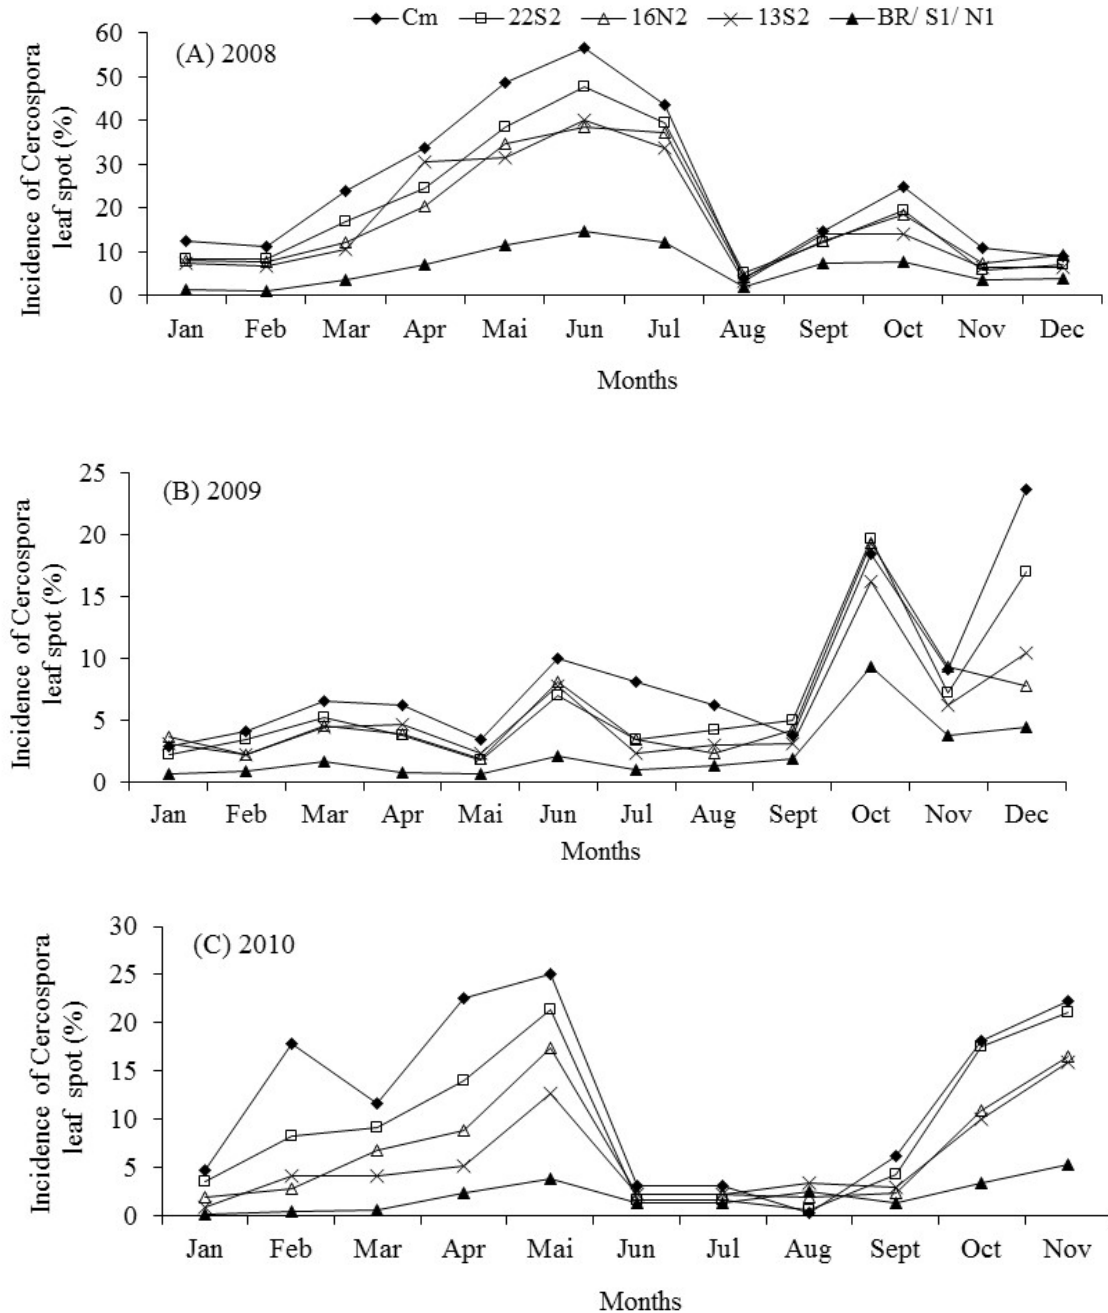 Cm 22S2 16N2 13S2 BR/ S1/ N1
(A) 2008
Incidence of Cercospora
leaf spot (%)
60
50
40
30
20
10
0
Jan Feb Mar Apr Mai Jun Jul Aug Sept Oct Nov Dec
Months
(B) 2009
Incidence of Cercospora
leaf spot (%)
25
20
15
10
5
0
Jan Feb Mar Apr Mai Jun Jul Aug Sept Oct Nov Dec
Months
(C) 2010
Incidence of Cercospora
leaf spot (%)
30
25
20
15
10
5
0
Jan Feb Mar Apr Mai Jun Jul Aug Sept Oct Nov
Months